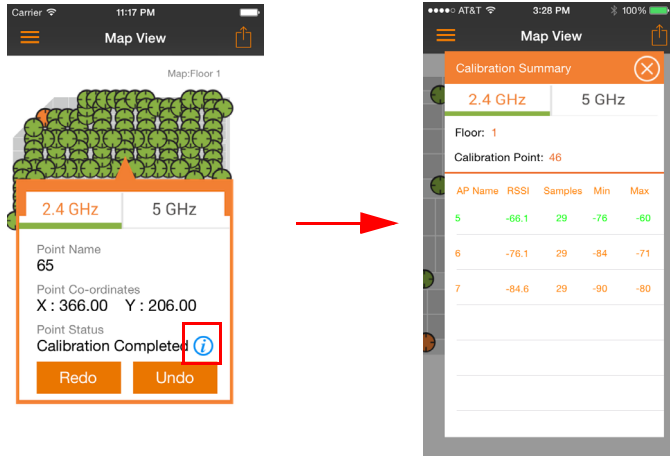 Carrier 11:17 PM
Map View
Map:Floor 1
2.4 GHz 5 GHz
Point Name
65
Point Co-ordinates
X : 366.00 Y : 206.00
Point Status
Calibration Completed i
Redo Undo
AT&T 3:28 PM 100%
Map View
Calibration Summary
2.4 GHz 5 GHz
Floor: 1
Calibration Point: 46
AP Name RSSI Samples Min Max
5 -66.1 29 -76 -60
6 -76.1 29 -84 -71
7 -84.6 29 -90 -80